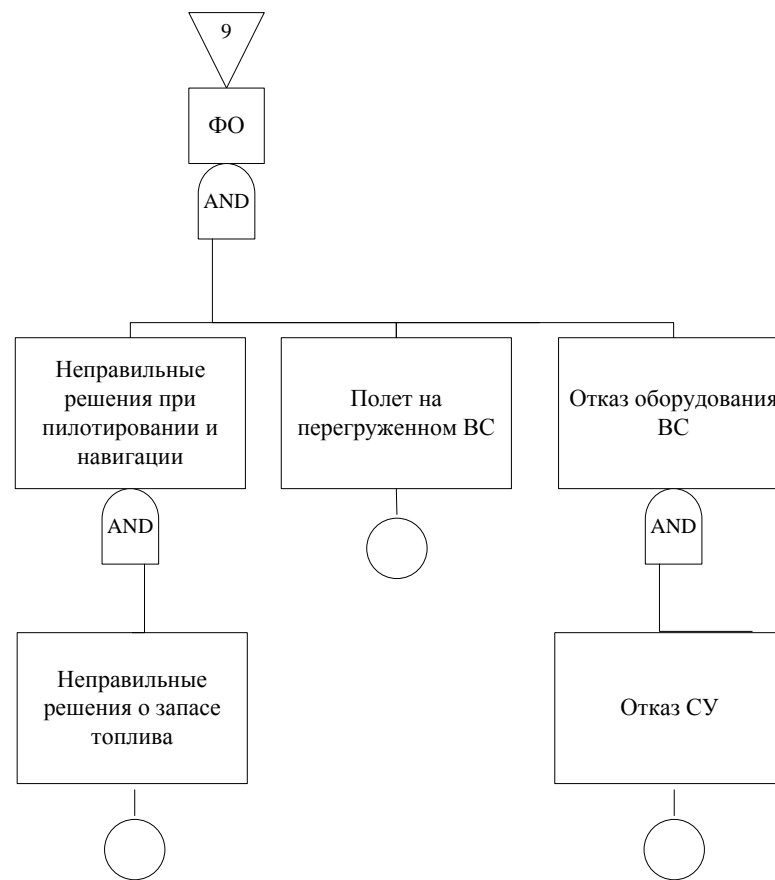 9
ФО
AND
Неправильные
решения при
пилотировании и
навигации
Полет на
перегруженном ВС
Отказ оборудования
ВС
AND
AND
Неправильные
решения о запасе
топлива
Отказ СУ